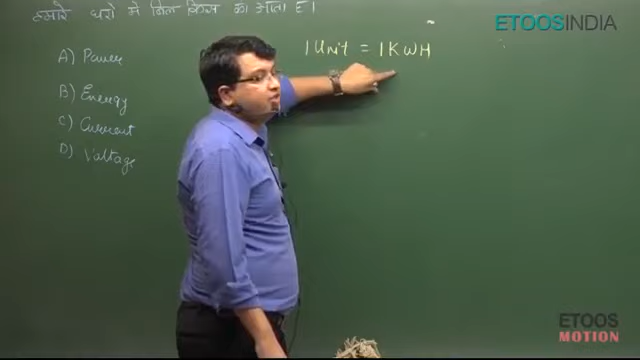 हमारे घरो में बिल किस का आता है।
A) Power
B) Energy
C) Current
D) Voltage
1 Unit = 1 KWH
ETOOSINDIA
ETOOS
MOTION